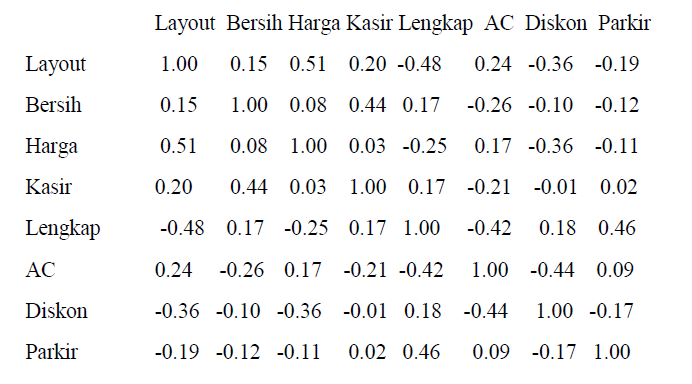 Layout Bersih Harga Kasir Lengkap AC Diskon Parkir
Layout 1.00 0.15 0.51 0.20 -0.48 0.24 -0.36 -0.19
Bersih 0.15 1.00 0.08 0.44 0.17 -0.26 -0.10 -0.12
Harga 0.51 0.08 1.00 0.03 -0.25 0.17 -0.36 -0.11
Kasir 0.20 0.44 0.03 1.00 0.17 -0.21 -0.01 0.02
Lengkap -0.48 0.17 -0.25 0.17 1.00 -0.42 0.18 0.46
AC 0.24 -0.26 0.17 -0.21 -0.42 1.00 -0.44 0.09
Diskon -0.36 -0.10 -0.36 -0.01 0.18 -0.44 1.00 -0.17
Parkir -0.19 -0.12 -0.11 0.02 0.46 0.09 -0.17 1.00